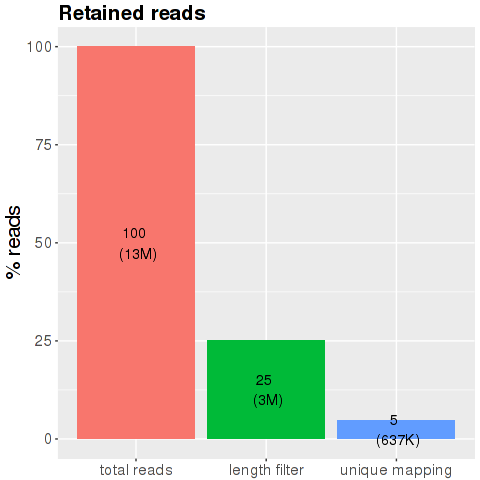 Retained reads
% reads
100
75
50
25
0
100
(13M)
25
(3M)
5
(637K)
total reads
length filter
unique mapping